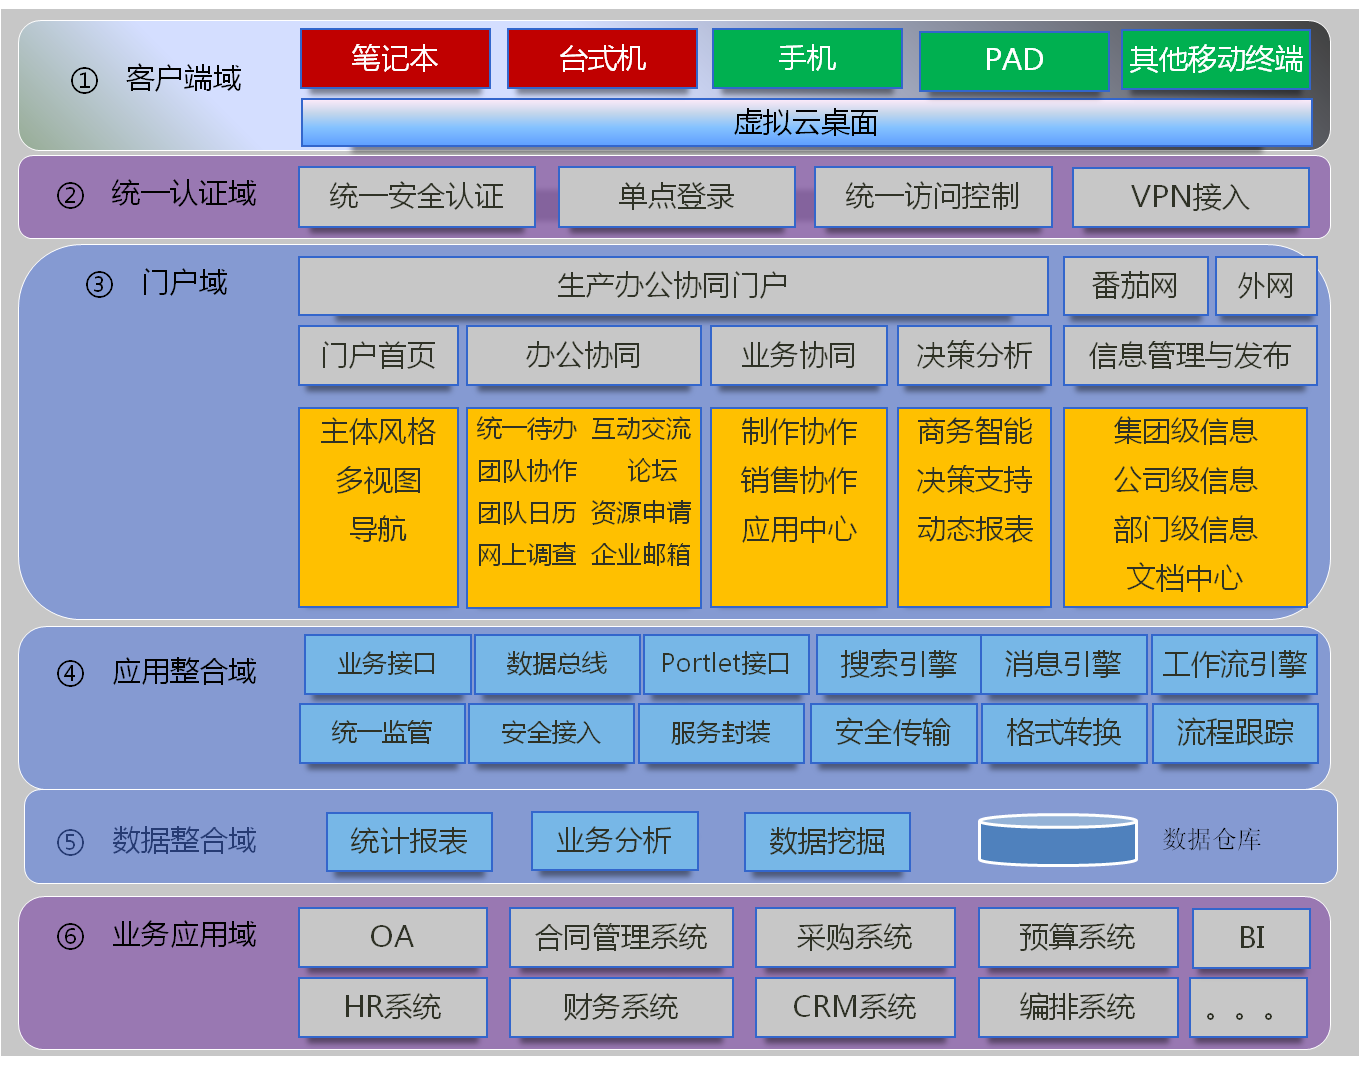 ① 客户端域
笔记本
台式机
手机
PAD
其他移动终端
虚拟云桌面
② 统一认证域
统一安全认证
单点登录
统一访问控制
VPN接入
③ 门户域
生产办公协同门户
番茄网
外网
门户首页
办公协同
业务协同
决策分析
信息管理与发布
主体风格
多视图
导航
统一待办 互动交流
团队协作 论坛
团队日历 资源申请
网上调查 企业邮箱
制作协作
销售协作
应用中心
商务智能
决策支持
动态报表
集团级信息
公司级信息
部门级信息
文档中心
④ 应用整合域
业务接口
数据总线
Portlet接口
搜索引擎
消息引擎
工作流引擎
统一监管
安全接入
服务封装
安全传输
格式转换
流程跟踪
⑤ 数据整合域
统计报表
业务分析
数据挖掘
数据仓库
⑥ 业务应用域
OA
合同管理系统
采购系统
预算系统
BI
HR系统
财务系统
CRM系统
编排系统
。。。